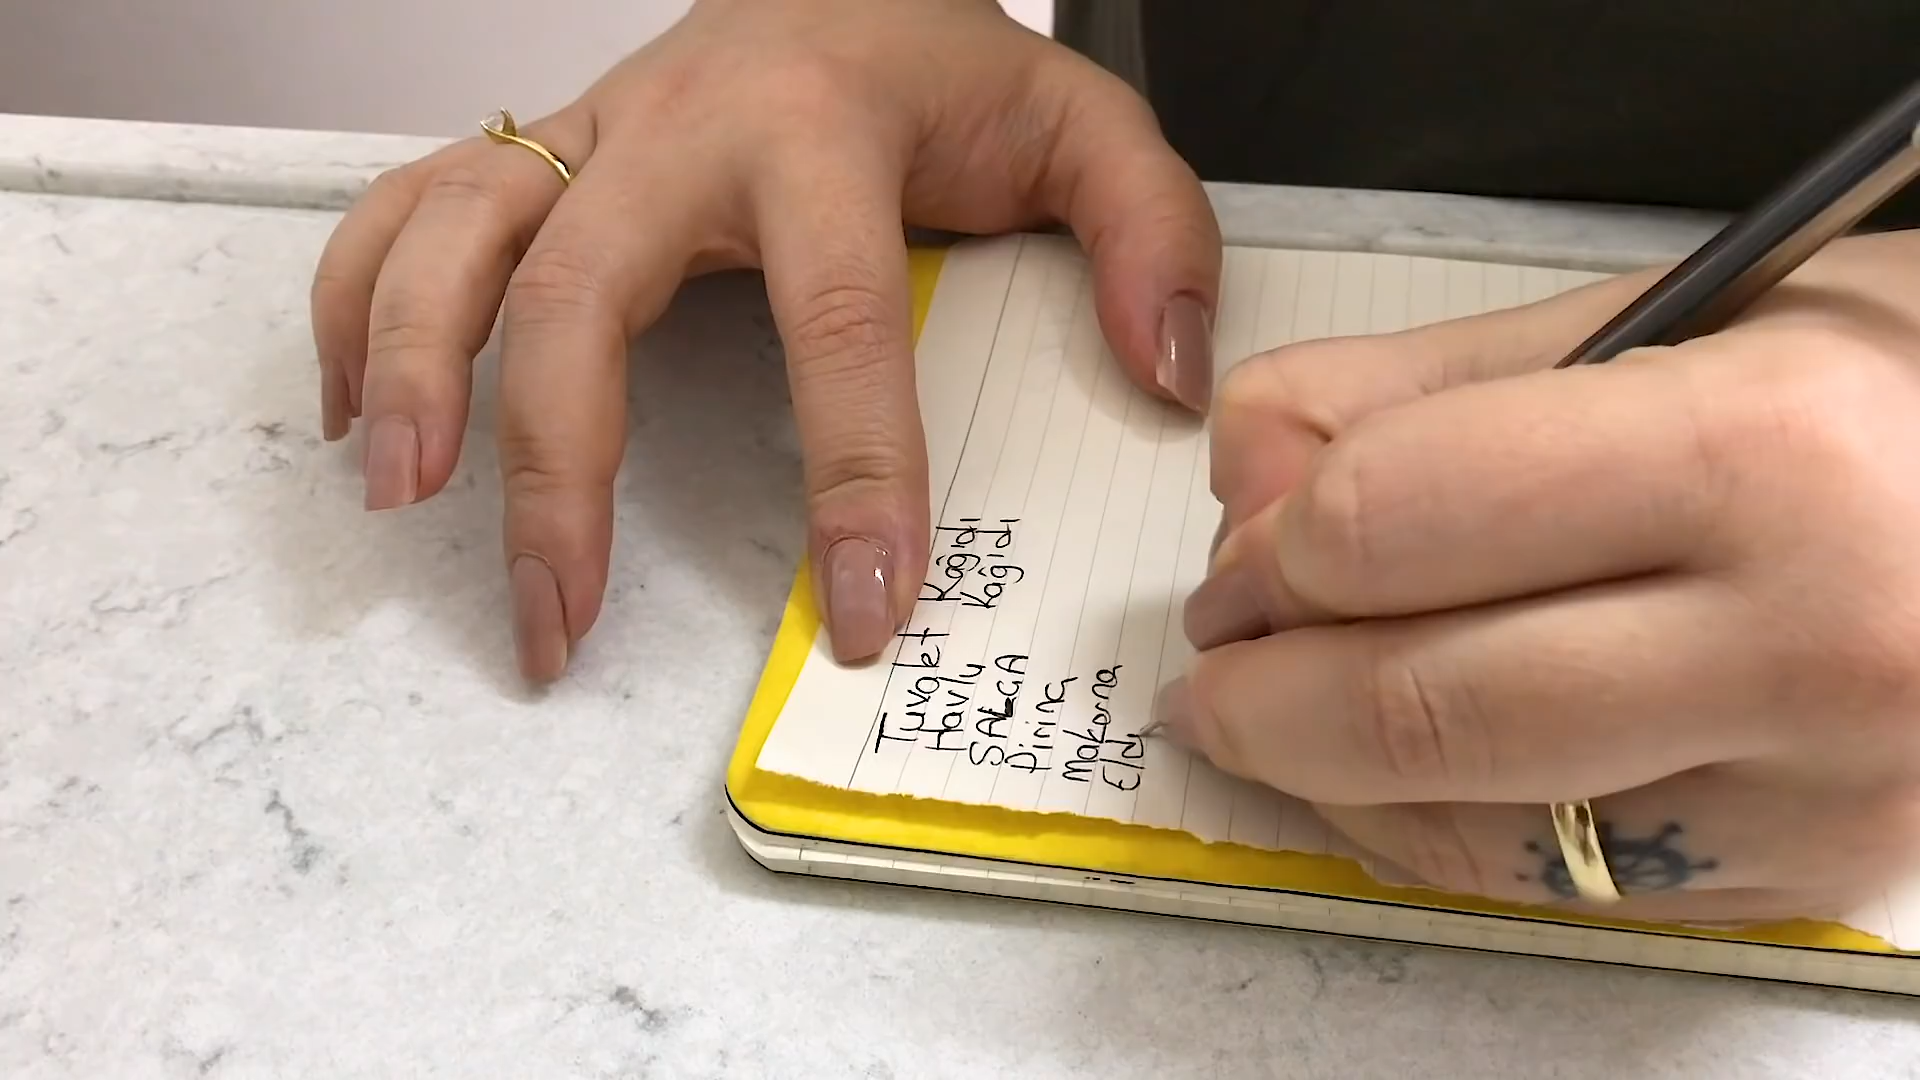 Tuvalet Kağıdı
Havlu Kağıdı
SALÇA
Pirinç
Makarna